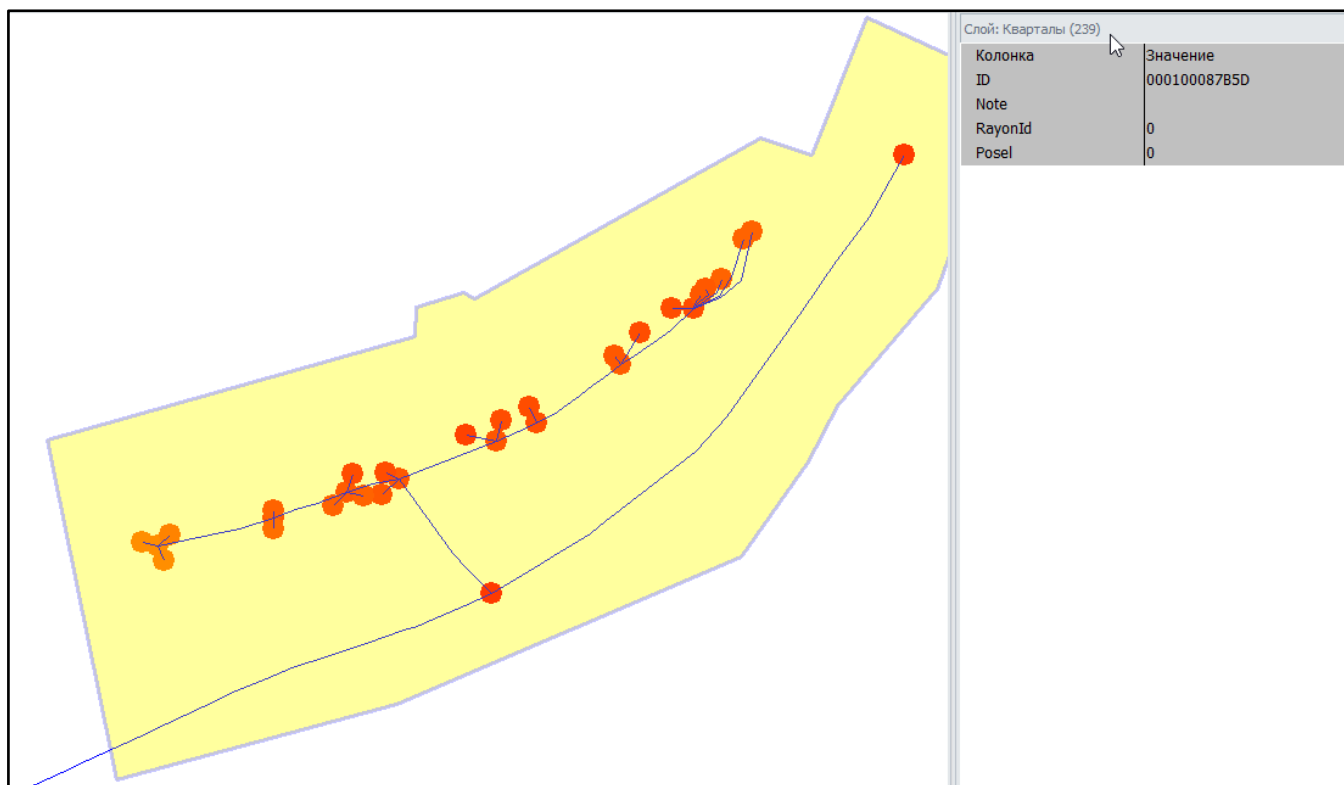 Слой: Кварталы (239)
Колонка Значение
ID 000100087B5D
Note
RayonId 0
Posel 0